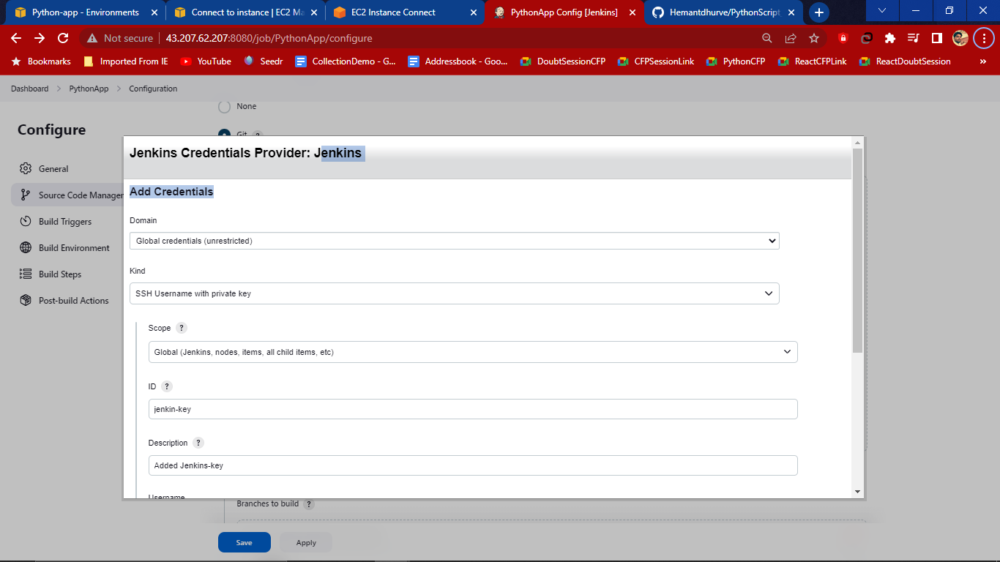 Python-app - Environments
Connect to instance | EC2 Ma
EC2 Instance Connect
PythonApp Config [Jenkins]
Hemantdhurve/PythonScript
Not secure 43.207.62.207:8080/job/PythonApp/configure
Bookmarks
Imported From IE
YouTube
Seedr
CollectionDemo - G...
Addressbook - Goo...
DoubtSessionCFP
CFPSessionLink
PythonCFP
ReactCFPLink
ReactDoubtSession
»
Dashboard > PythonApp > Configuration
Configure
General
Source Code Manager
Build Triggers
Build Environment
Build Steps
Post-build Actions
None
Git ?
Jenkins Credentials Provider: Jenkins
Add Credentials
Domain
Global credentials (unrestricted)
Kind
SSH Username with private key
Scope ?
Global (Jenkins, nodes, items, all child items, etc)
ID ?
jenkin-key
Description ?
Added Jenkins-key
Username
Branches to build ?
Save
Apply